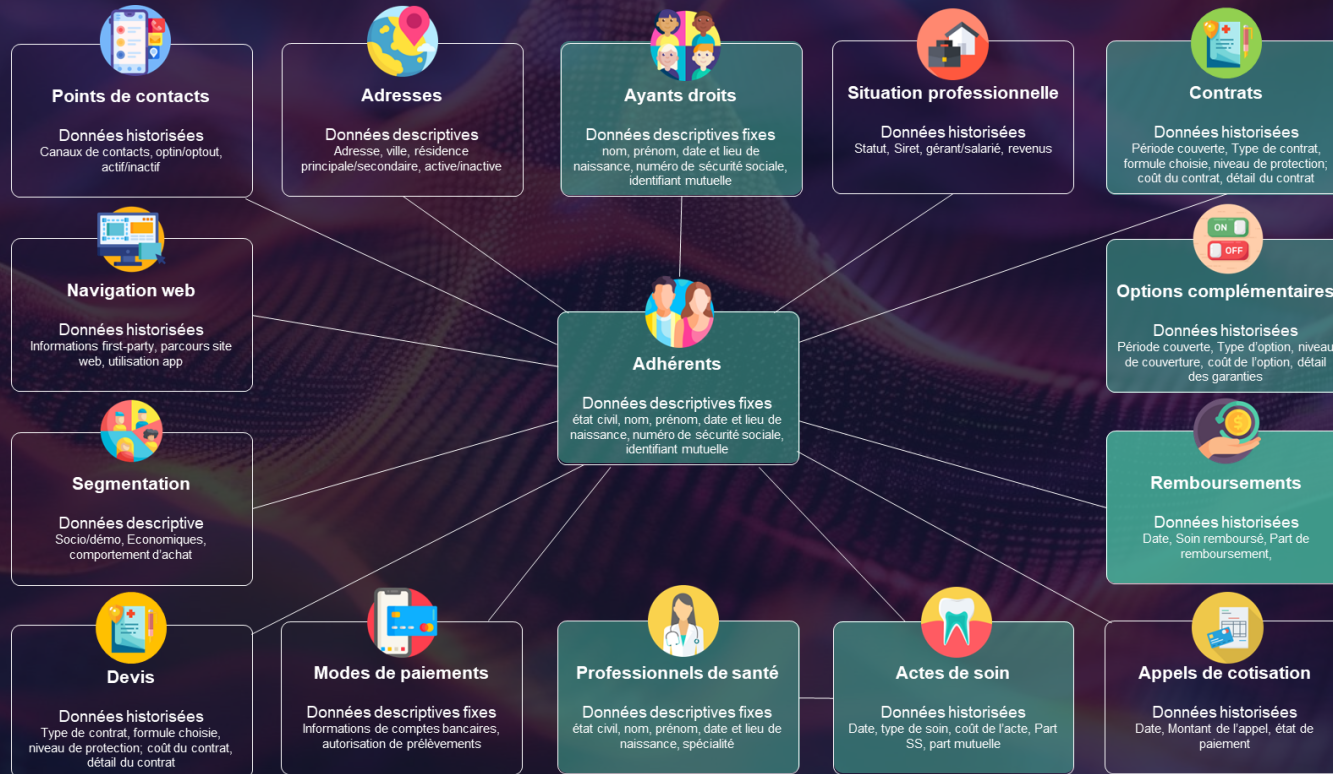 Points de contacts
Données historisées
Canaux de contacts, optin/optout,
actif/inactif
Adresses
Données descriptives
Adresse, ville, résidence
principale/secondaire, active/inactive
Ayants droits
Données descriptives fixes
nom, prénom, date et lieu de
naissance, numéro de sécurité sociale,
identifiant mutuelle
Situation professionnelle
Données historisées
Statut, Siret, gérant/salarié, revenus
Contrats
Données historisées
Période couverte, Type de contrat,
formule choisie, niveau de protection;
coût du contrat, détail du contrat
Navigation web
Données historisées
Informations first-party, parcours site
web, utilisation app
Adhérents
Données descriptives fixes
état civil, nom, prénom, date et lieu de
naissance, numéro de sécurité sociale,
identifiant mutuelle
ON
OFF
Options complémentaires
Données historisées
Période couverte, Type d'option, niveau
de couverture, coût de l'option, détail
des garanties
Segmentation
Données descriptive
Socio/démo, Economiques,
comportement d'achat
Remboursements
Données historisées
Date, Soin remboursé, Part de
remboursement,
Devis
Données historisées
Type de contrat, formule choisie,
niveau de protection; coût du contrat,
détail du contrat
Modes de paiements
Données descriptives fixes
Informations de comptes bancaires,
autorisation de prélèvements
Professionnels de santé
Données descriptives fixes
état civil, nom, prénom, date et lieu de
naissance, spécialité
Actes de soin
Données historisées
Date, type de soin, coût de l'acte, Part
SS, part mutuelle
Appels de cotisation
Données historisées
Date, Montant de l'appel, état de
paiement